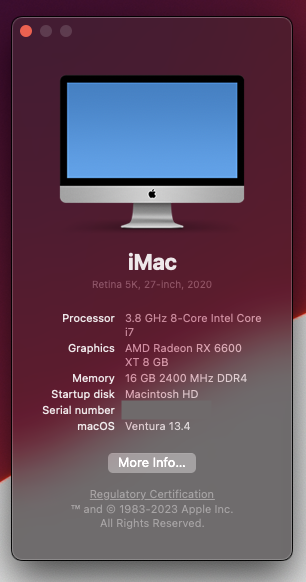 iMac
Retina 5K, 27-inch, 2020
Processor 3.8 GHz 8-Core Intel Core
i7
Graphics AMD Radeon RX 6600
XT 8 GB
Memory 16 GB 2400 MHz DDR4
Startup disk Macintosh HD
Serial number
macOS Ventura 13.4
More Info...
Regulatory Certification
™ and © 1983-2023 Apple Inc.
All Rights Reserved.